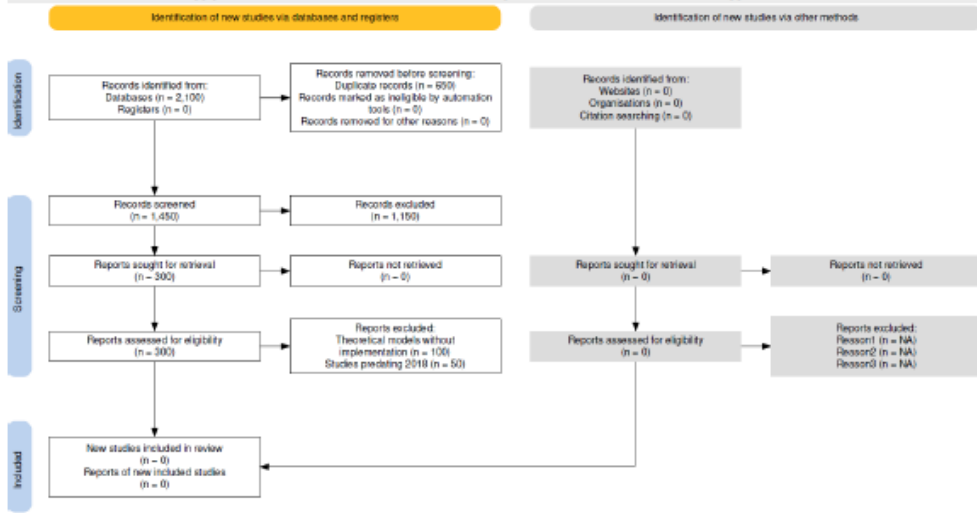 Identification of new studies via databases and registers
Identification of new studies via other methods
Identification
Records identified from:
Databases (n = 2,100)
Registers (n = 0)
Records removed before screening:
Duplicate records (n = 650)
Records marked as ineligible by automation
tools (n = 0)
Records removed for other reasons (n = 0)
Records identified from:
Websites (n = 0)
Organisations (n = 0)
Citation searching (n = 0)
Screening
Records screened
(n = 1,450)
Records excluded
(n = 1,150)
Reports sought for retrieval
(n = 300)
Reports not retrieved
(n = 0)
Reports sought for retrieval
(n = 0)
Reports not retrieved
(n = 0)
Reports assessed for eligibility
(n = 300)
Reports excluded:
Theoretical models without
implementation (n = 100)
Studies predating 2018 (n = 50)
Reports assessed for eligibility
(n = 0)
Reports excluded:
Reason1 (n = NA)
Reason2 (n = NA)
Reason3 (n = NA)
Included
New studies included in review
(n = 0)
Reports of new included studies
(n = 0)